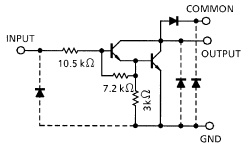 COMMON
INPUT
OUTPUT
10.5 kΩ
7.2 kΩ
3 kΩ
GND